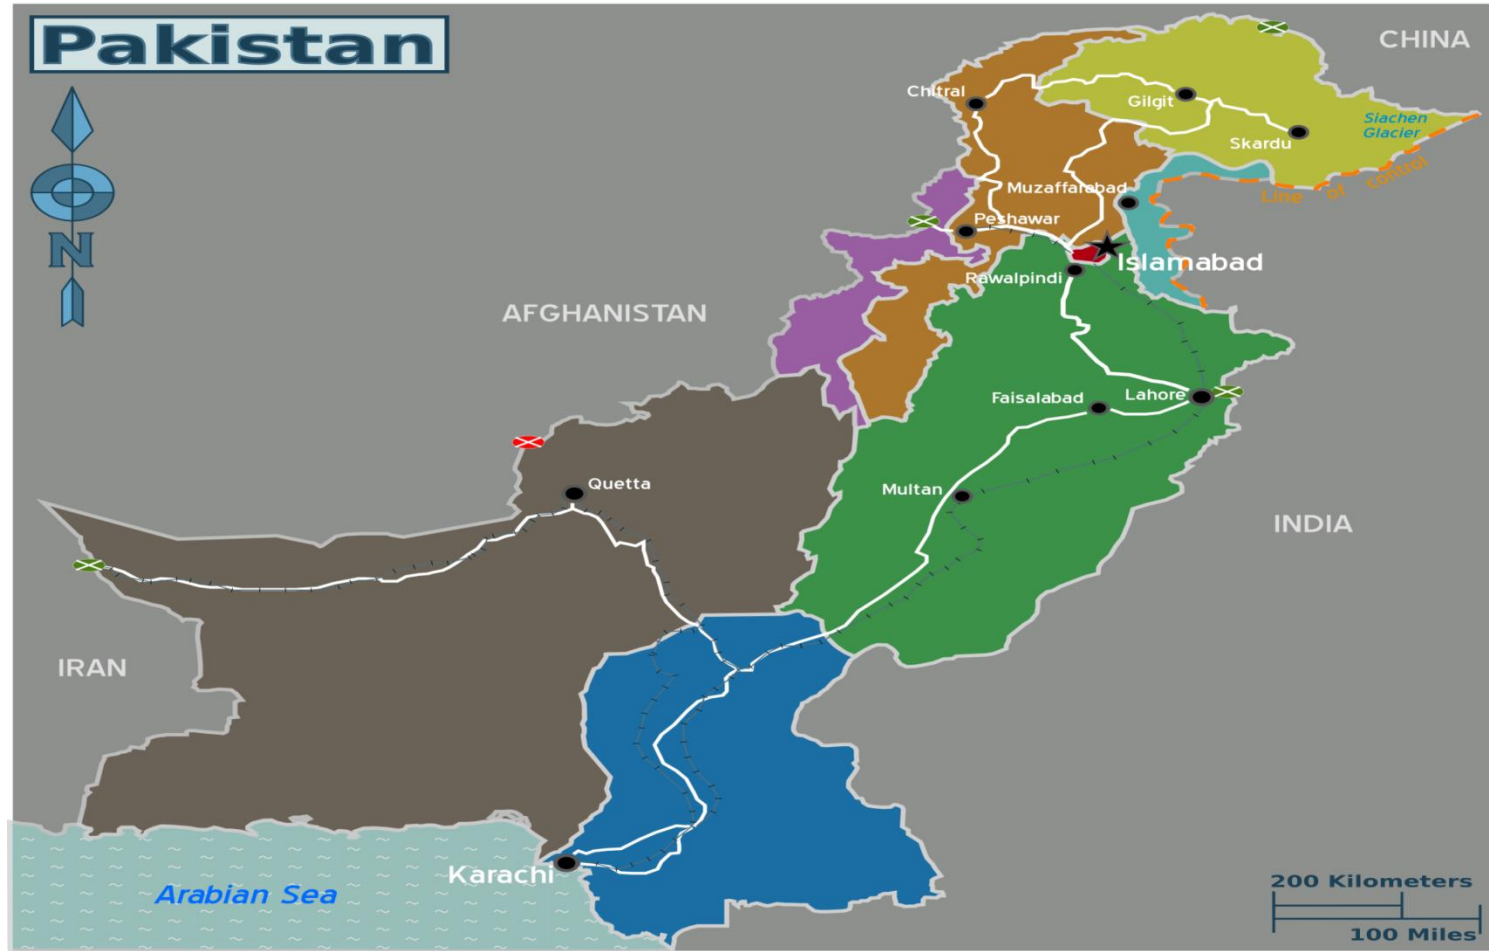 Pakistan
CHINA
Chitral
Gilgit
Siachen
Glacier
Skardu
Line of control
Muzaffarabad
Peshawar
N
Islamabad
Rawalpindi
AFGHANISTAN
Lahore
Faisalabad
Quetta
Multan
INDIA
IRAN
Karachi
Arabian Sea
200 Kilometers
100 Miles